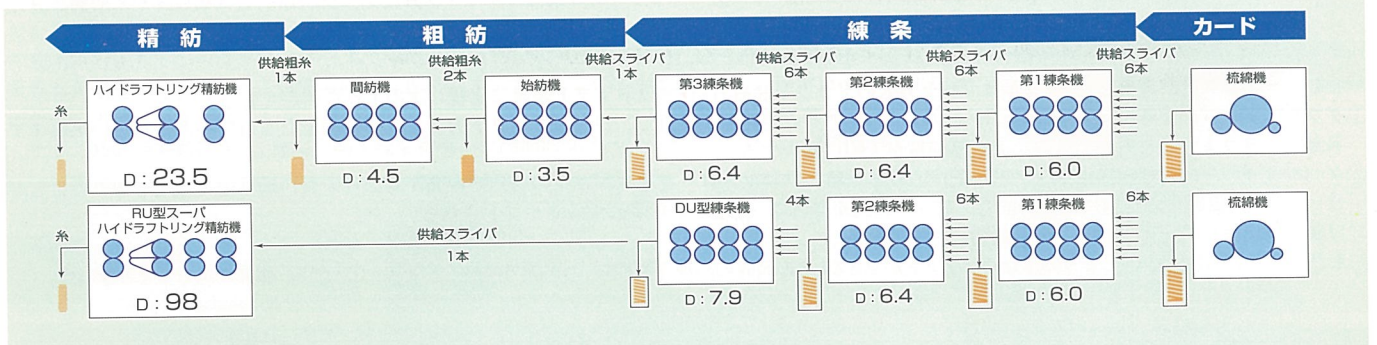 精 紡
粗 紡
練 条
カード
供給粗糸
1本
供給粗糸
2本
供給スライバ
1本
供給スライバ
6本
供給スライバ
6本
供給スライバ
6本
糸
ハイドラフトリング精紡機
D：23.5
間紡機
D：4.5
始紡機
D：3.5
第3練条機
D：6.4
第2練条機
D：6.4
第1練条機
D：6.0
梳綿機
糸
RU型スーパ
ハイドラフトリング精紡機
D：98
供給スライバ
1本
DU型練条機
D：7.9
4本
第2練条機
D：6.4
6本
第1練条機
D：6.0
6本
梳綿機